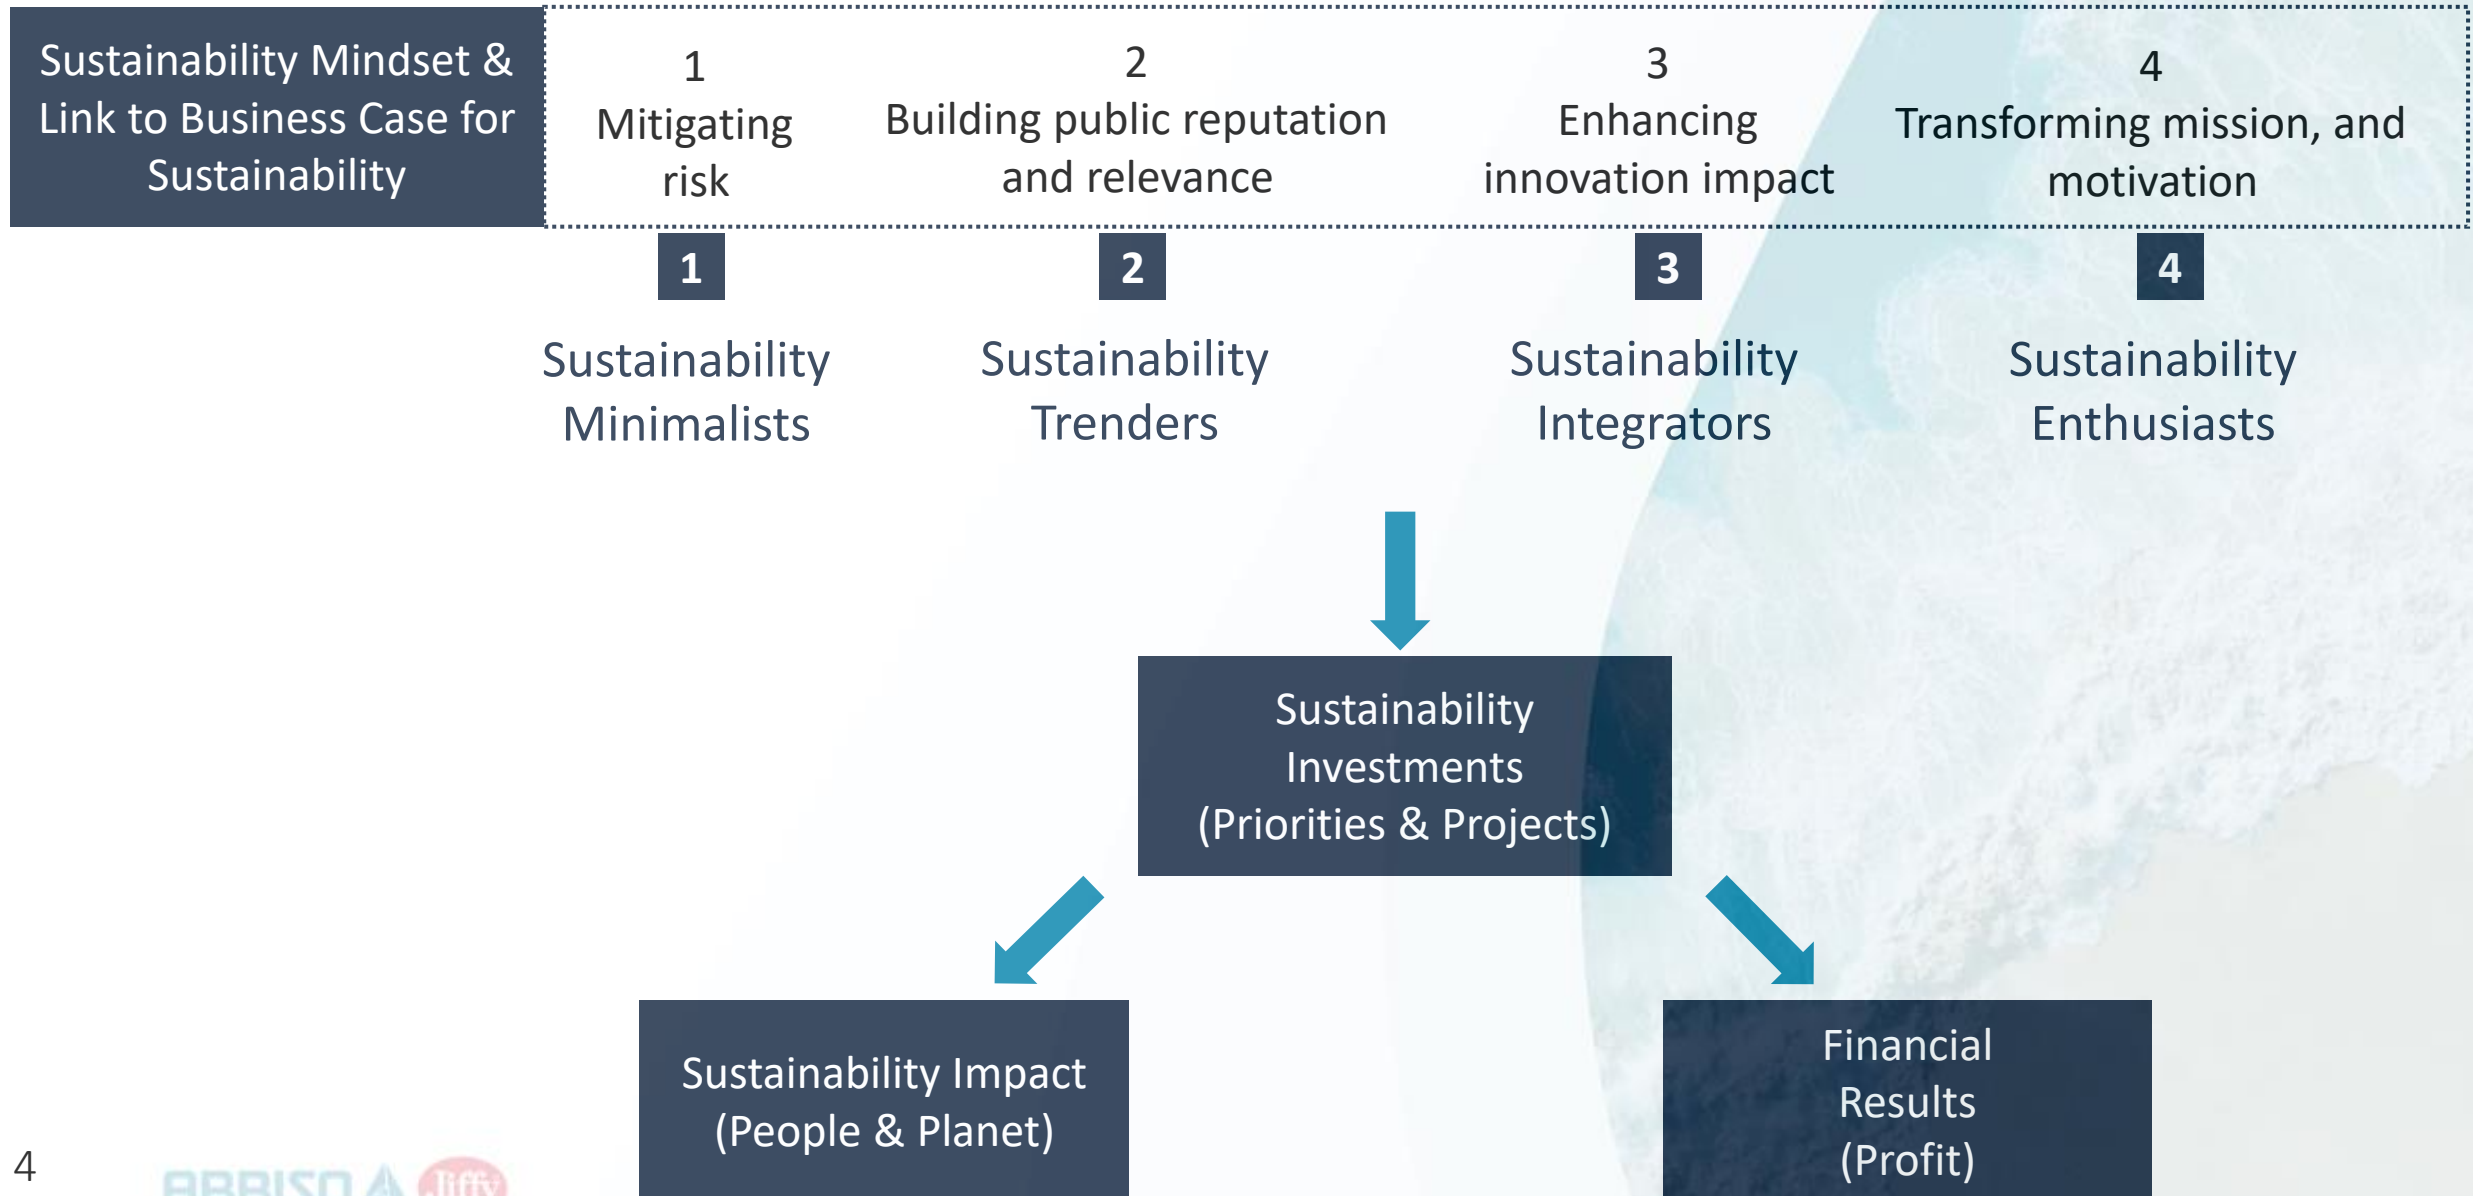 Sustainability Mindset &
Link to Business Case for
Sustainability
1
Mitigating
risk
2
Building public reputation
and relevance
3
Enhancing
innovation impact
4
Transforming mission, and
motivation
1
2
3
4
Sustainability
Minimalists
Sustainability
Trenders
Sustainability
Integrators
Sustainability
Enthusiasts
Sustainability
Investments
(Priorities & Projects)
Sustainability Impact
(People & Planet)
Financial
Results
(Profit)
4
Jiffy